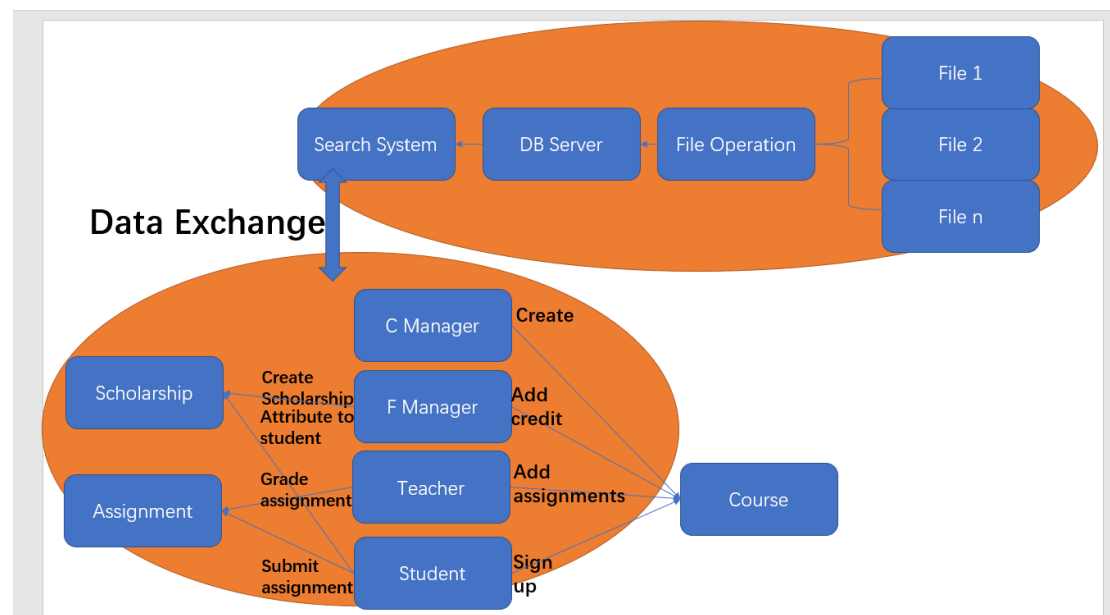 File 1
Search System
DB Server
File Operation
File 2
File n
Data Exchange
C Manager
Create
Scholarship
Create
Scholarship
Attribute to
student
F Manager
Add
credit
Assignment
Grade
assignment
Teacher
Add
assignments
Course
Submit
assignment
Student
Sign
up